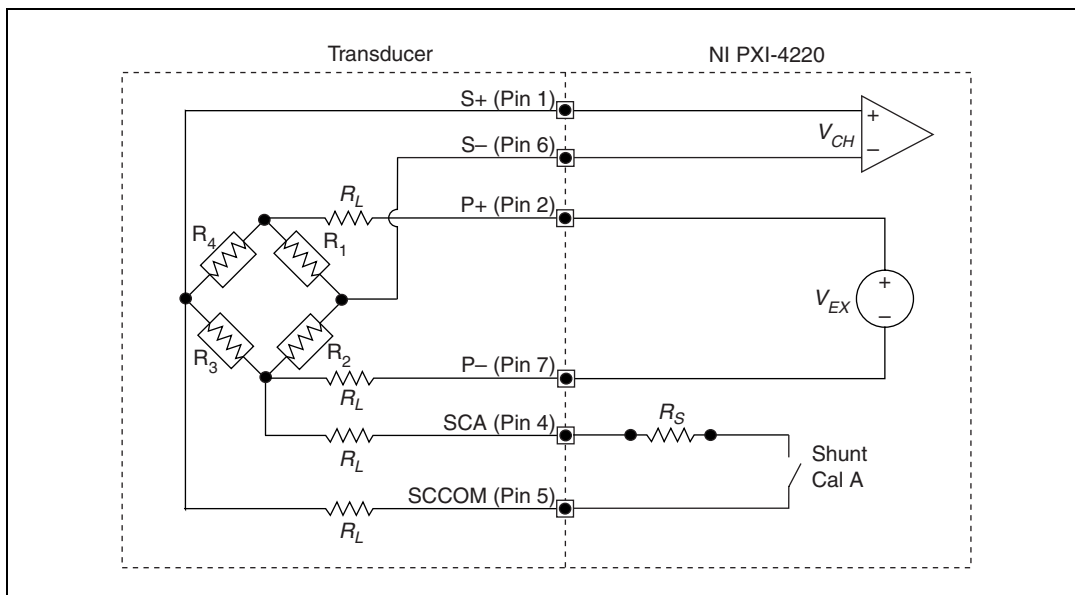 Transducer
NI PXI-4220
S+ (Pin 1)
+
V_CH
S– (Pin 6)
–
R_L
P+ (Pin 2)
R_4
R_1
+
V_EX
–
R_3
R_2
P– (Pin 7)
R_L
SCA (Pin 4)
R_S
R_L
Shunt
Cal A
SCCOM (Pin 5)
R_L